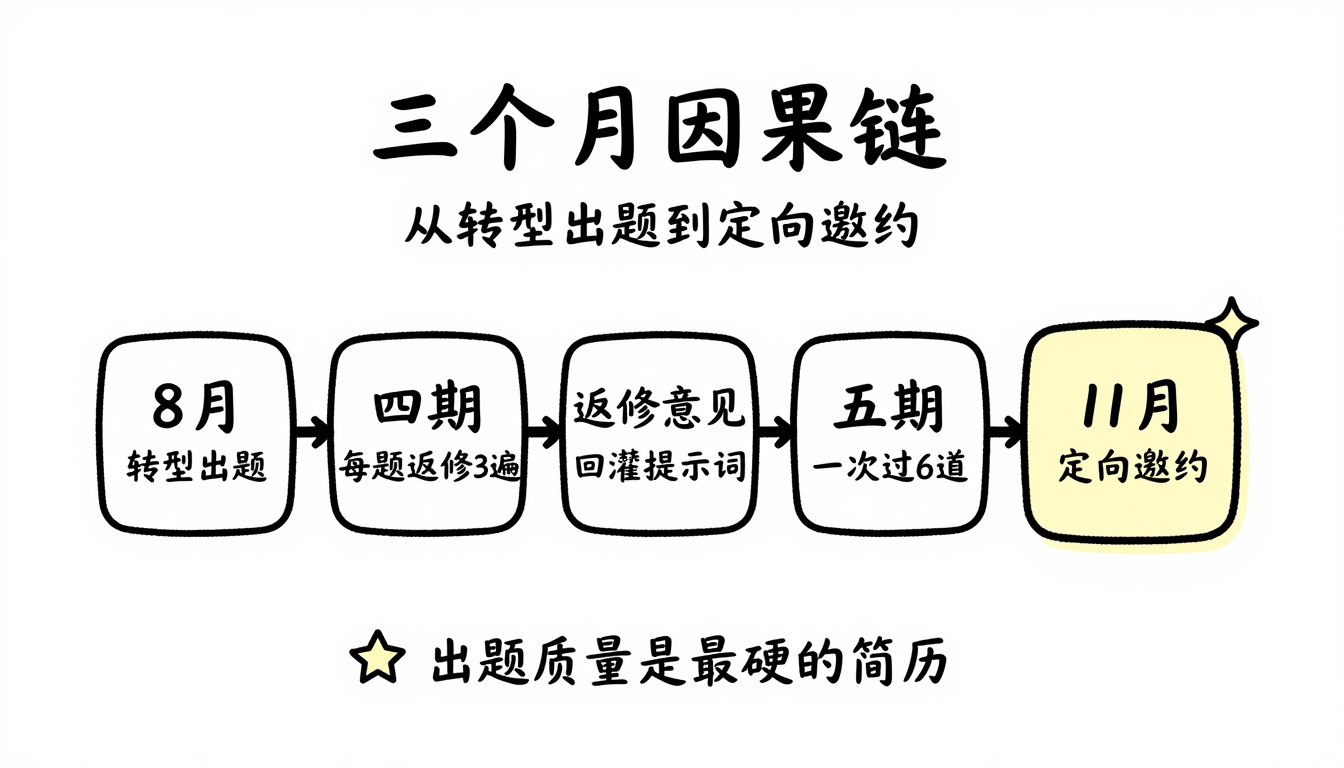 三个月因果链
从转型出题到定向邀约
8月
转型出题
四期
每题返修3遍
返修意见
回灌提示词
五期
一次过6道
11月
定向邀约
出题质量是最硬的简历